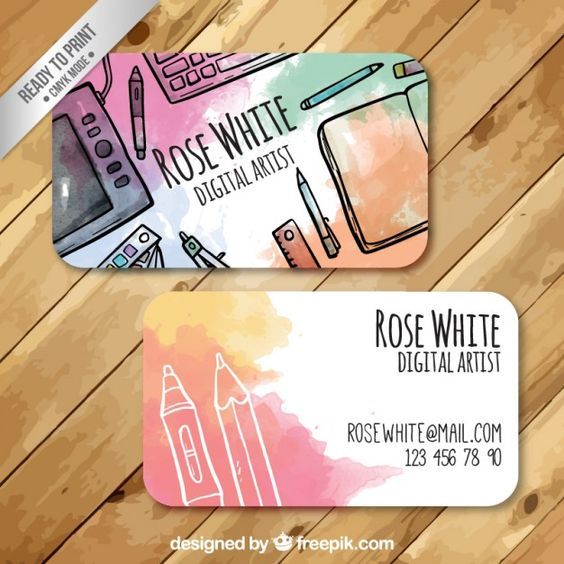 READY TO PRINT
• CMYK MODE •
ROSE WHITE
DIGITAL ARTIST
ROSE WHITE
DIGITAL ARTIST
ROSEWHITE@MAIL.COM
123 456 78 90
designed by freepik.com